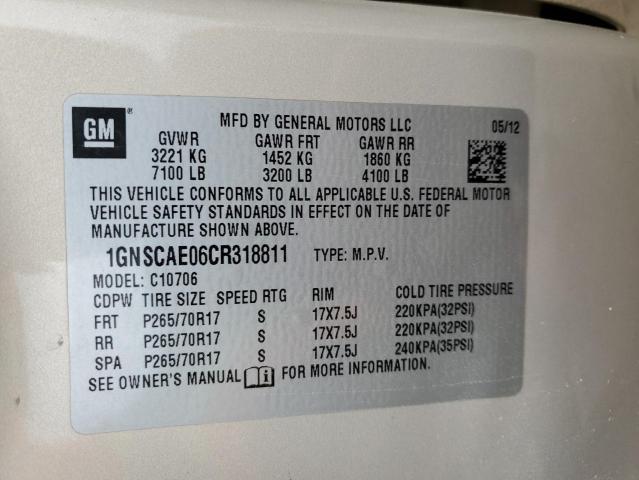 GM ®
MFD BY GENERAL MOTORS LLC 05/12
GVWR GAWR FRT GAWR RR
3221 KG 1452 KG 1860 KG
7100 LB 3200 LB 4100 LB
THIS VEHICLE CONFORMS TO ALL APPLICABLE U.S. FEDERAL MOTOR
VEHICLE SAFETY STANDARDS IN EFFECT ON THE DATE OF
MANUFACTURE SHOWN ABOVE.
1GNSCAE06CR318811 TYPE: M.P.V.
MODEL: C10706
CDPW TIRE SIZE SPEED RTG RIM COLD TIRE PRESSURE
FRT P265/70R17 S 17X7.5J 220KPA(32PSI)
RR P265/70R17 S 17X7.5J 220KPA(32PSI)
SPA P265/70R17 S 17X7.5J 240KPA(35PSI)
SEE OWNER'S MANUAL FOR MORE INFORMATION.